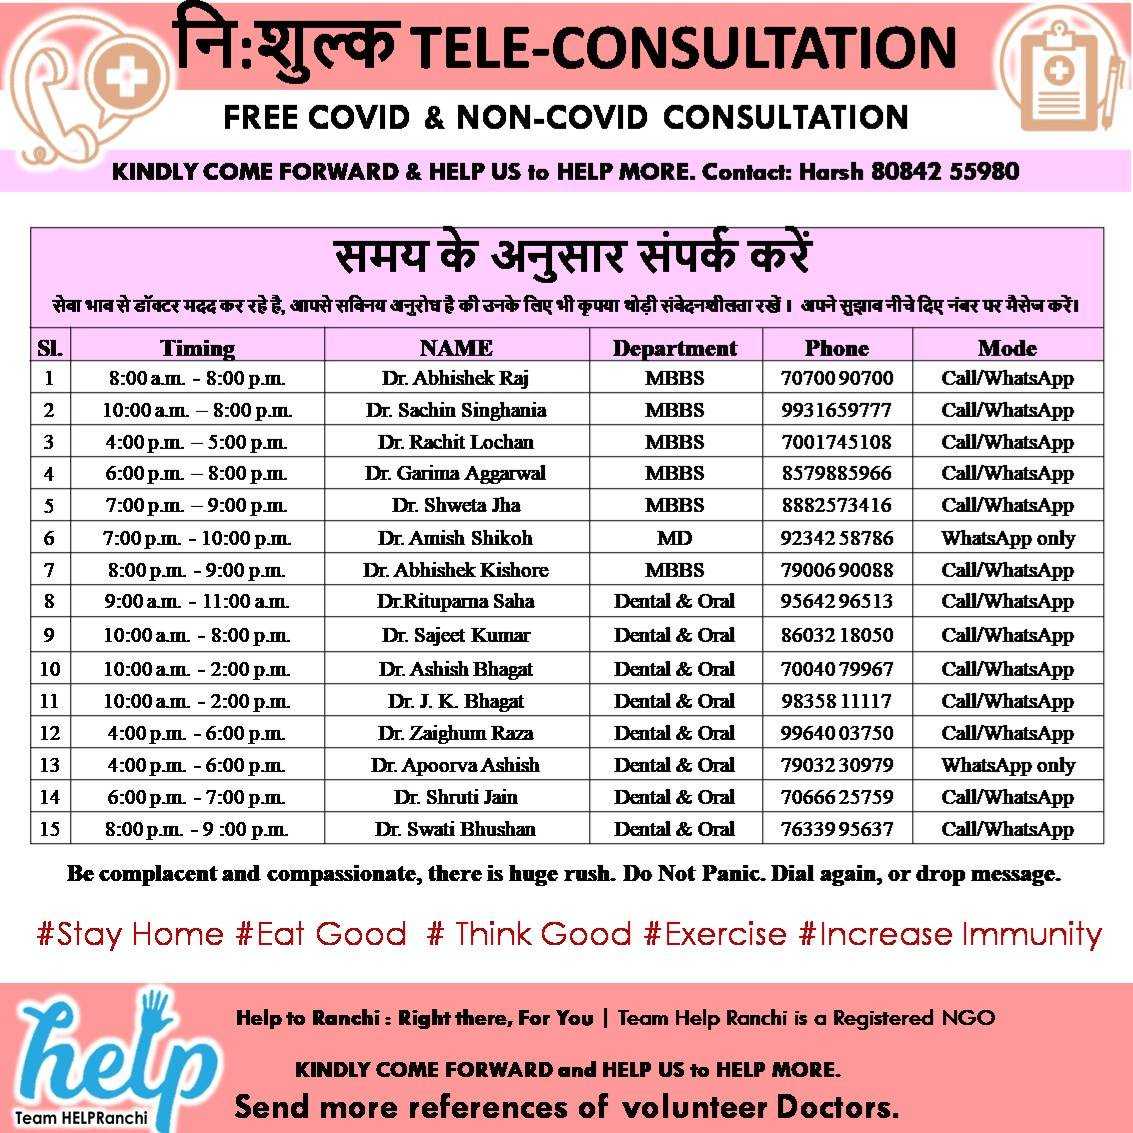 नि:शुल्क TELE-CONSULTATION
FREE COVID & NON-COVID CONSULTATION
KINDLY COME FORWARD & HELP US to HELP MORE. Contact: Harsh 80842 55980
समय के अनुसार संपर्क करें
सेवा भाव से डॉक्टर मदद कर रहे है, आपसे सविनय अनुरोध है की उनके लिए भी कृपया थोड़ी संवेदनशीलता रखें। अपने सुझाव नीचे दिए नंबर पर मैसेज करें।
Sl. Timing NAME Department Phone Mode
1 8:00 a.m. - 8:00 p.m. Dr. Abhishek Raj MBBS 70700 90700 Call/WhatsApp
2 10:00 a.m. – 8:00 p.m. Dr. Sachin Singhania MBBS 9931659777 Call/WhatsApp
3 4:00 p.m. – 5:00 p.m. Dr. Rachit Lochan MBBS 7001745108 Call/WhatsApp
4 6:00 p.m. – 8:00 p.m. Dr. Garima Aggarwal MBBS 8579885966 Call/WhatsApp
5 7:00 p.m. – 9:00 p.m. Dr. Shweta Jha MBBS 8882573416 Call/WhatsApp
6 7:00 p.m. - 10:00 p.m. Dr. Amish Shikoh MD 92342 58786 WhatsApp only
7 8:00 p.m. - 9:00 p.m. Dr. Abhishek Kishore MBBS 79006 90088 Call/WhatsApp
8 9:00 a.m. - 11:00 a.m. Dr.Rituparna Saha Dental & Oral 95642 96513 Call/WhatsApp
9 10:00 a.m. - 8:00 p.m. Dr. Sajeet Kumar Dental & Oral 86032 18050 Call/WhatsApp
10 10:00 a.m. - 2:00 p.m. Dr. Ashish Bhagat Dental & Oral 70040 79967 Call/WhatsApp
11 10:00 a.m. - 2:00 p.m. Dr. J. K. Bhagat Dental & Oral 98358 11117 Call/WhatsApp
12 4:00 p.m. - 6:00 p.m. Dr. Zaighum Raza Dental & Oral 99640 03750 Call/WhatsApp
13 4:00 p.m. - 6:00 p.m. Dr. Apoorva Ashish Dental & Oral 79032 30979 WhatsApp only
14 6:00 p.m. - 7:00 p.m. Dr. Shruti Jain Dental & Oral 70666 25759 Call/WhatsApp
15 8:00 p.m. - 9 :00 p.m. Dr. Swati Bhushan Dental & Oral 76339 95637 Call/WhatsApp
Be complacent and compassionate, there is huge rush. Do Not Panic. Dial again, or drop message.
#Stay Home #Eat Good # Think Good #Exercise #Increase Immunity
help
Team HELPRanchi
Help to Ranchi : Right there, For You | Team Help Ranchi is a Registered NGO
KINDLY COME FORWARD and HELP US to HELP MORE.
Send more references of volunteer Doctors.